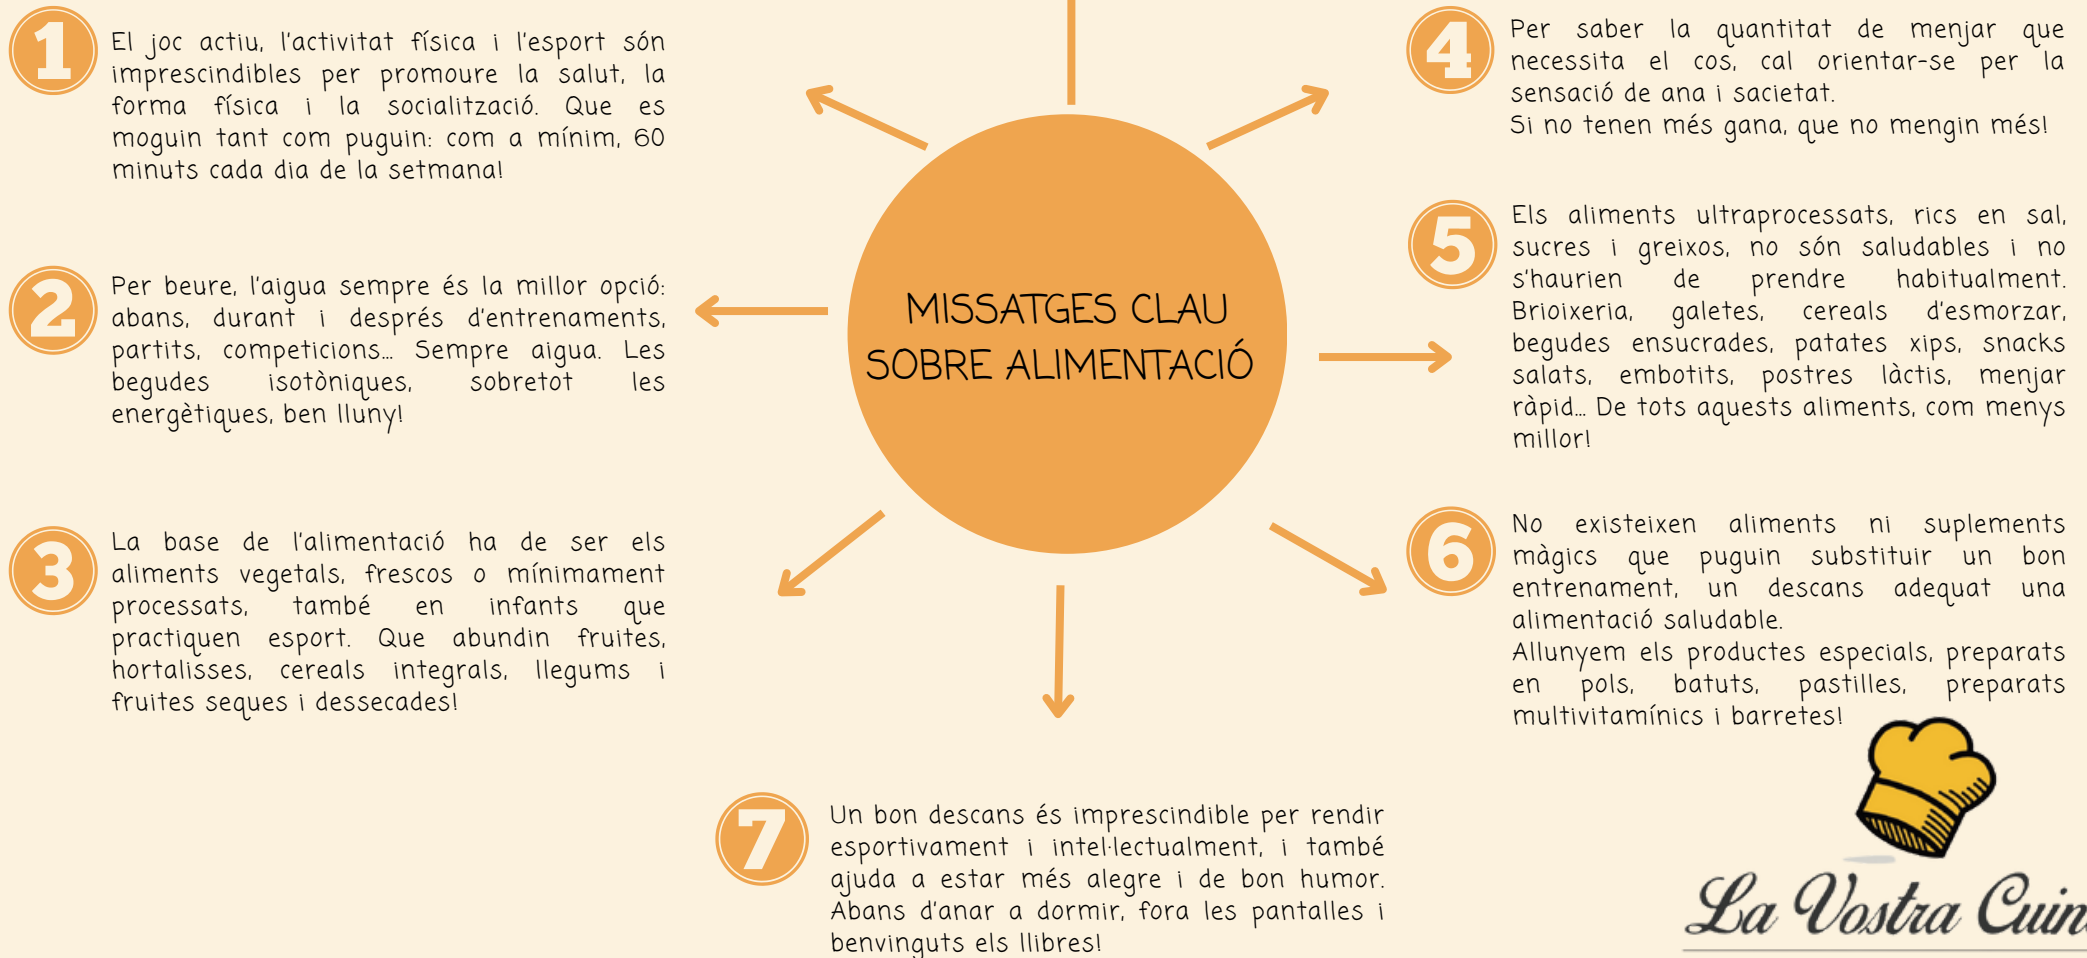 1
El joc actiu, l'activitat física i l'esport són
imprescindibles per promoure la salut, la
forma física i la socialització. Que es
moguin tant com puguin: com a mínim, 60
minuts cada dia de la setmana!
2
Per beure, l'aigua sempre és la millor opció:
abans, durant i després d'entrenaments,
partits, competicions... Sempre aigua. Les
begudes isotòniques, sobretot les
energètiques, ben lluny!
3
La base de l'alimentació ha de ser els
aliments vegetals, frescos o mínimament
processats, també en infants que
practiquen esport. Que abundin fruites,
hortalisses, cereals integrals, llegums i
fruites seques i dessecades!
MISSATGES CLAU
SOBRE ALIMENTACIÓ
4
Per saber la quantitat de menjar que
necessita el cos, cal orientar-se per la
sensació de ana i sacietat.
Si no tenen més gana, que no mengin més!
5
Els aliments ultraprocessats, rics en sal,
sucres i greixos, no són saludables i no
s'haurien de prendre habitualment.
Brioixeria, galetes, cereals d'esmorzar,
begudes ensucrades, patates xips, snacks
salats, embotits, postres làctis, menjar
ràpid... De tots aquests aliments, com menys
millor!
6
No existeixen aliments ni suplements
màgics que puguin substituir un bon
entrenament, un descans adequat una
alimentació saludable.
Allunyem els productes especials, preparats
en pols, batuts, pastilles, preparats
multivitamínics i barretes!
7
Un bon descans és imprescindible per rendir
esportivament i intel·lectualment, i també
ajuda a estar més alegre i de bon humor.
Abans d'anar a dormir, fora les pantalles i
benvinguts els llibres!
La Vostra Cuin